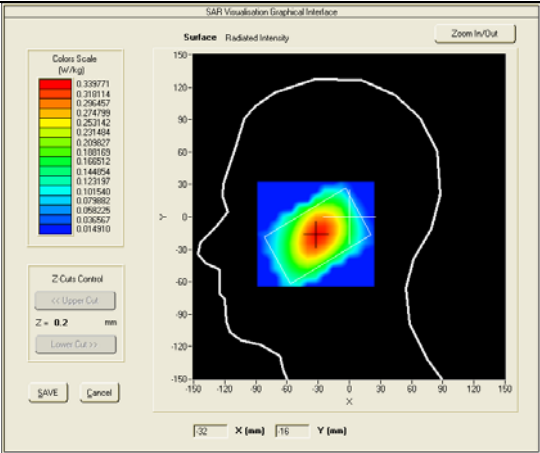 SAR Visualisation Graphical Interface
Surface Radiated Intensity
Zoom In/Out
Colors Scale
(W/kg)
0.339771
0.318114
0.296457
0.274799
0.253142
0.231484
0.209827
0.188169
0.166512
0.144854
0.123197
0.101540
0.079882
0.058225
0.036567
0.014910
Z-Cuts Control
<< Upper Cut
Z = 0.2 mm
Lower Cut >>
SAVE Cancel
150
120
90
60
30
0
-30
-60
-90
-120
-150
Y
-150 -120 -90 -60 -30 0 30 60 90 120 150
X
-32 X (mm) -16 Y (mm)